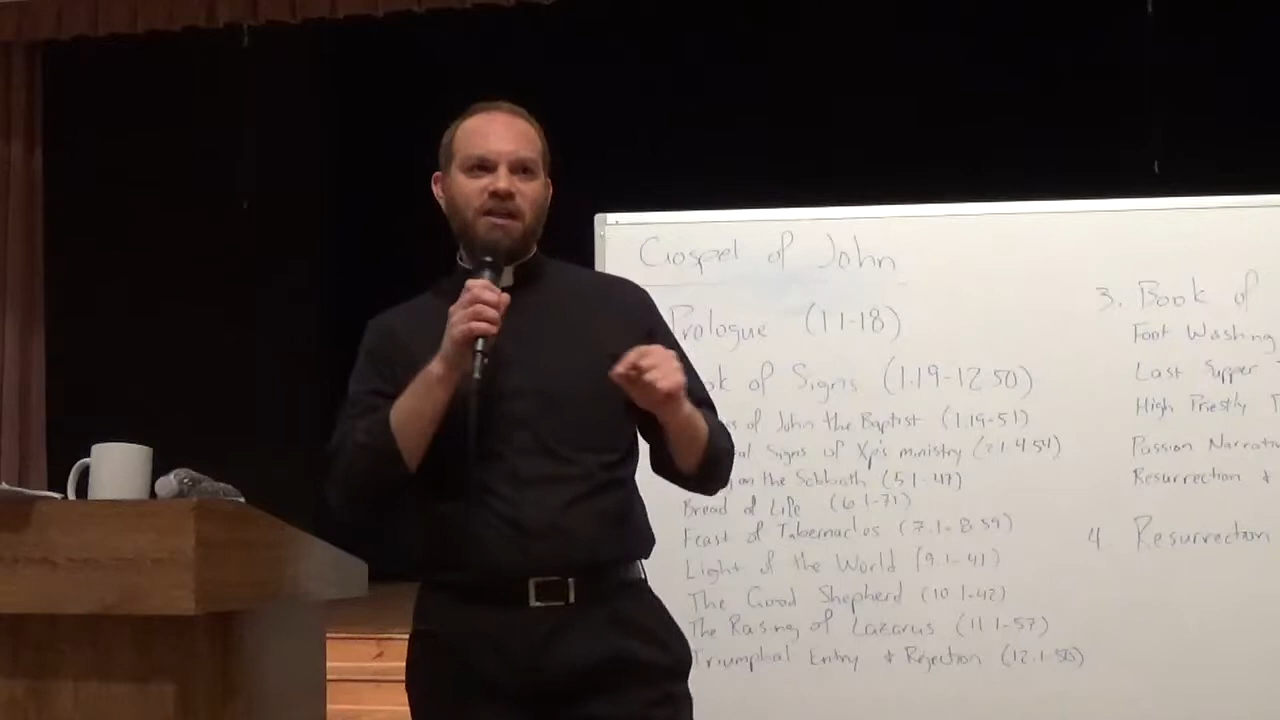 Gospel of John
Prologue (1 1-18)
of Signs (1.19-12.50)
of John the Baptist (1.19-51)
Signs of Xp's ministry (2.1-4.54)
on the Sabbath (5.1-47)
Bread of Life (6.1-71)
Feast of Tabernacles (7.1-8.59)
Light of the World (9.1-41)
The Good Shepherd (10.1-42)
The Raising of Lazarus (11.1-57)
Triumphal Entry & Rejection (12.1-50)
3. Book of
Foot Washing
Last Supper
High Priestly
Passion Narrat
Resurrection &
4 Resurrection